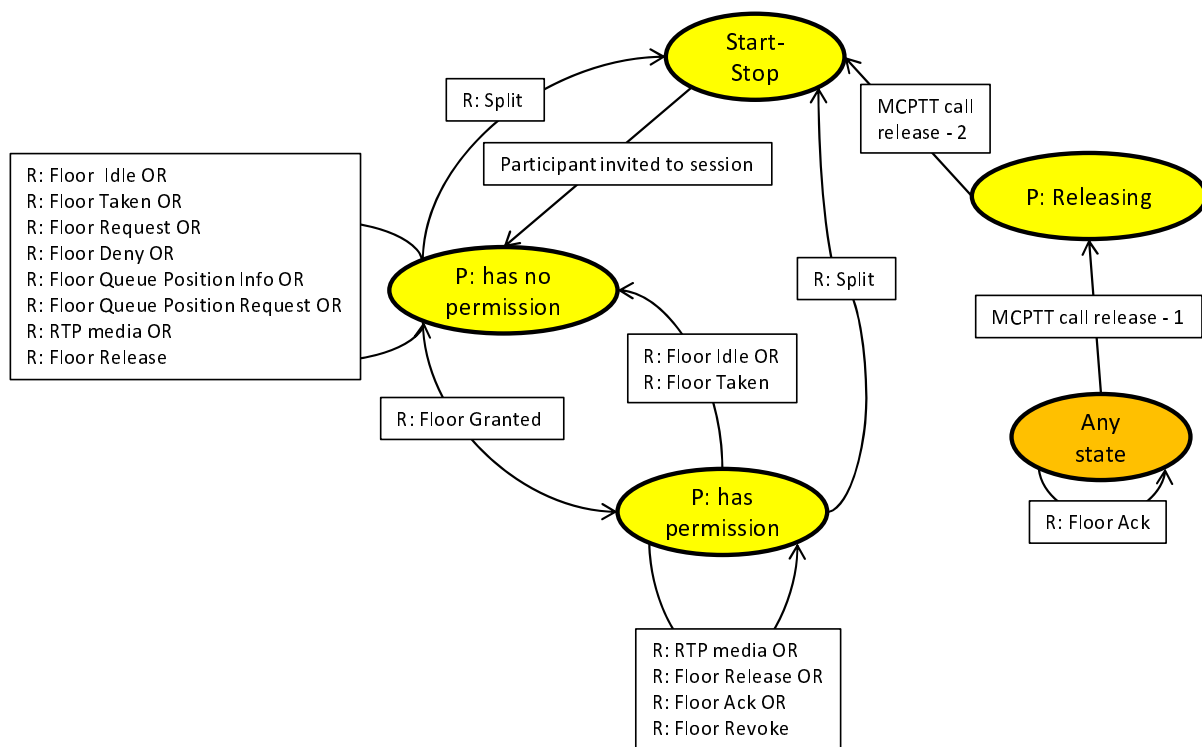 Start-
Stop
R: Split
MCPTT call
release - 2
Participant invited to session
R: Floor  Idle OR
R: Floor Taken OR
R: Floor Request OR
R: Floor Deny OR
R: Floor Queue Position Info OR
R: Floor Queue Position Request OR
R: RTP media OR
R: Floor Release
P: Releasing
P: has no
permission
R: Split
MCPTT call release - 1
R: Floor Idle OR
R: Floor Taken
R: Floor Granted
Any
state
P: has
permission
R: Floor Ack
R: RTP media OR
R: Floor Release OR
R: Floor Ack OR
R: Floor Revoke